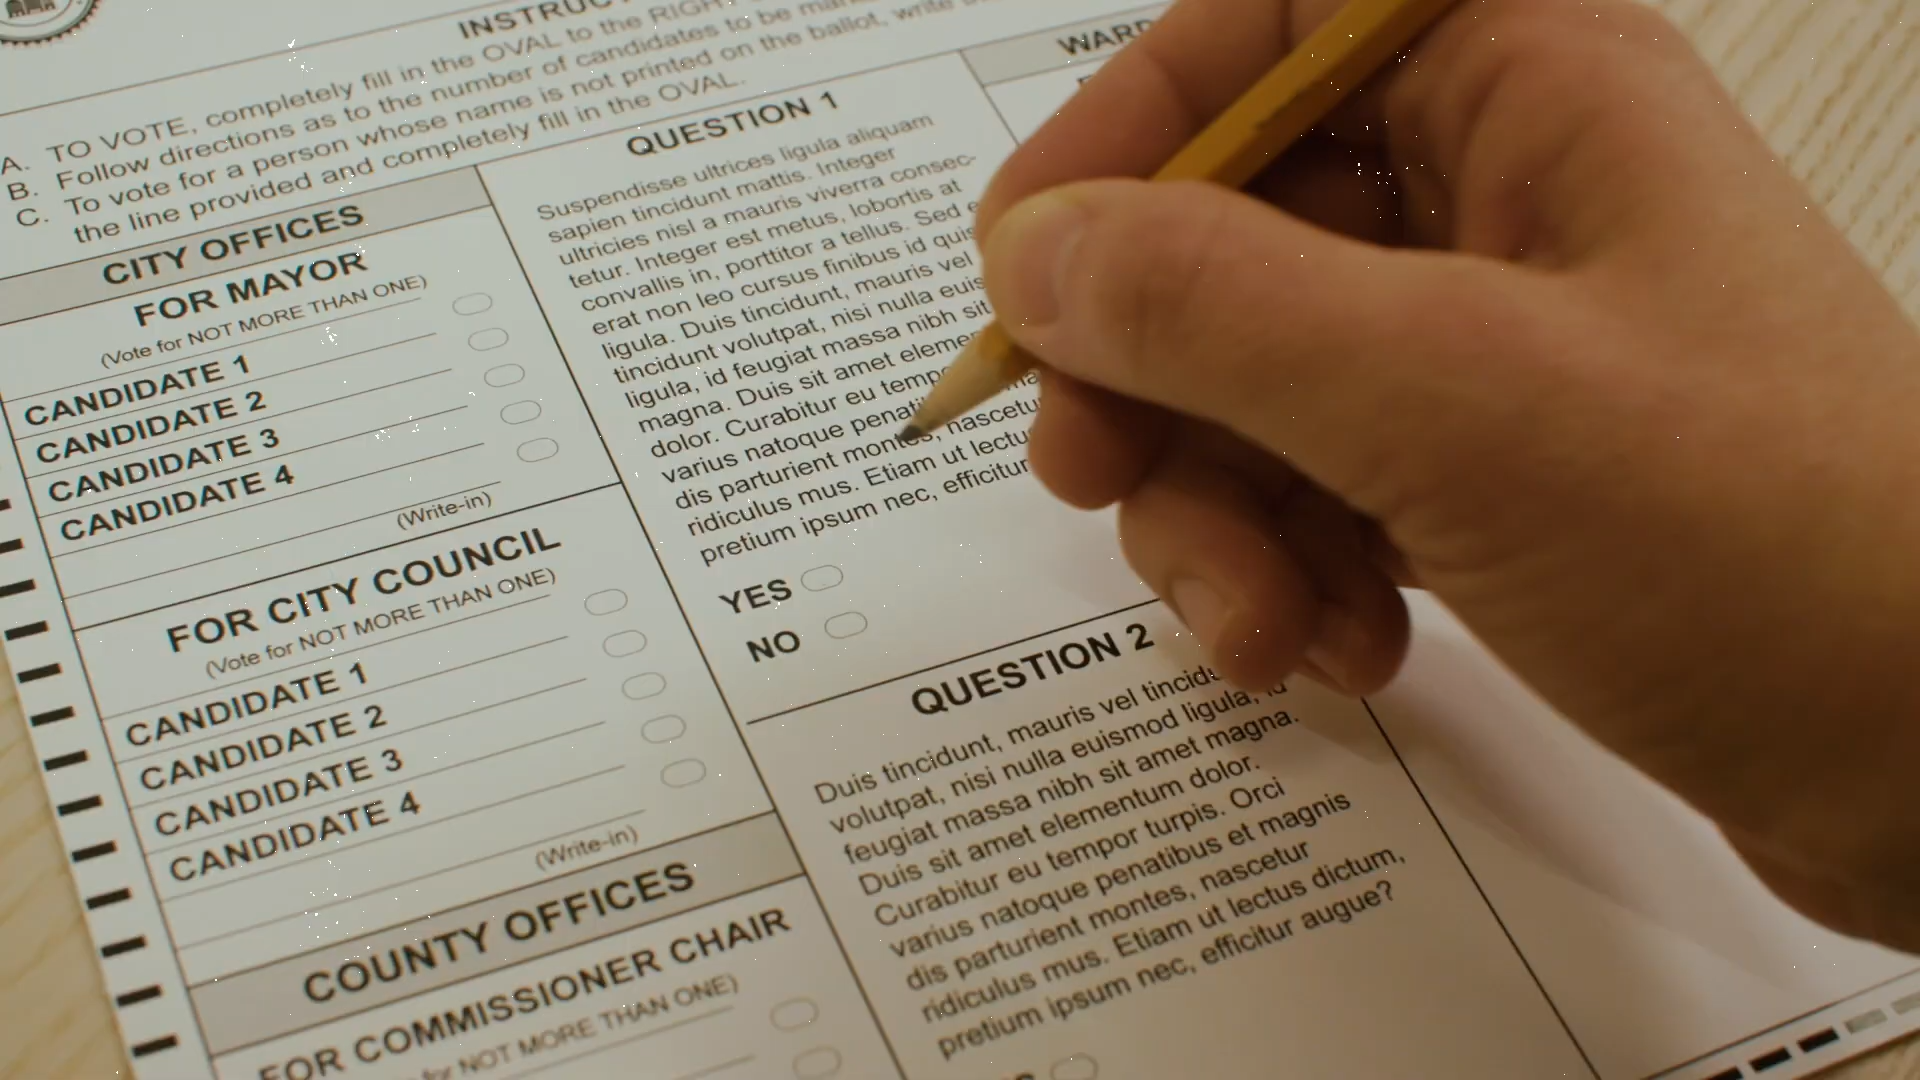 INSTRUC
A. TO VOTE, completely fill in the OVAL to the RIGHT
B. Follow directions as to the number of candidates to be
C. To vote for a person whose name is not printed on the ballot, write
the line provided and completely fill in the OVAL.
CITY OFFICES
FOR MAYOR
(Vote for NOT MORE THAN ONE)
CANDIDATE 1
CANDIDATE 2
CANDIDATE 3
CANDIDATE 4
(Write-in)
FOR CITY COUNCIL
(Vote for NOT MORE THAN ONE)
CANDIDATE 1
CANDIDATE 2
CANDIDATE 3
CANDIDATE 4
(Write-in)
COUNTY OFFICES
FOR COMMISSIONER CHAIR
for NOT MORE THAN ONE)
QUESTION 1
Suspendisse ultrices ligula aliquam
sapien tincidunt mattis. Integer
ultricies nisl a mauris viverra consec-
tetur. Integer est metus, lobortis at
convallis in, porttitor a tellus. Sed
erat non leo cursus finibus id quis
ligula. Duis tincidunt, mauris vel
tincidunt volutpat, nisi nulla euis
ligula, id feugiat massa nibh sit
magna. Duis sit amet elemen
dolor. Curabitur eu tempo
varius natoque penati
dis parturient montes, nascetu
ridiculus mus. Etiam ut lectu
pretium ipsum nec, efficitur
YES
NO
QUESTION 2
Duis tincidunt, mauris vel tincidu
volutpat, nisi nulla euismod ligula, id
feugiat massa nibh sit amet magna.
Duis sit amet elementum dolor.
Curabitur eu tempor turpis. Orci
varius natoque penatibus et magnis
dis parturient montes, nascetur
ridiculus mus. Etiam ut lectus dictum,
pretium ipsum nec, efficitur augue?
WARD